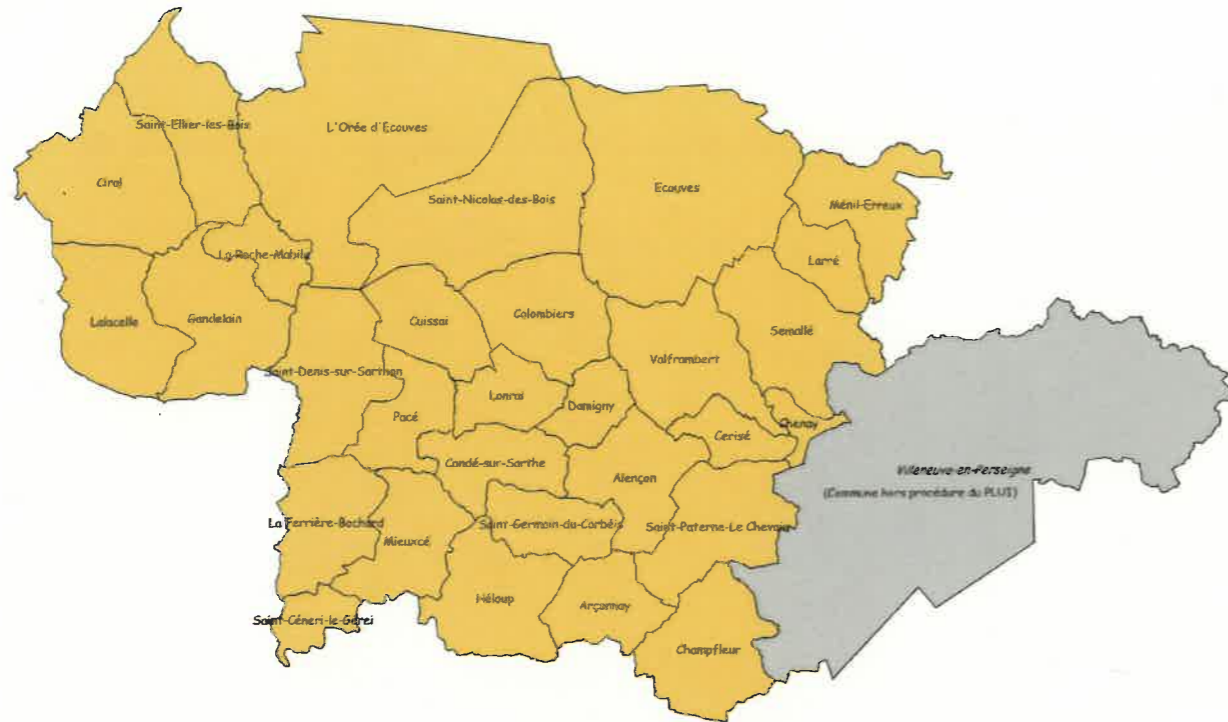 Saint-Ellier-les-Bois
L'Orée d'Ecouves
Ciral
Ecouves
Saint-Nicolas-des-Bois
Ménil-Erreux
La Roche-Mabile
Larré
Lalacelle
Gandelain
Cuissai
Colombiers
Semallé
Valframbert
Saint-Denis-sur-Sarthon
Lonrai
Damigny
Pacé
Cerisé
Chenay
Condé-sur-Sarthe
Alençon
Villeneuve-en-Perseigne
(Commune hors procédure du PLUI)
La Ferrière-Bochard
Saint-Germain-du-Corbéis
Saint-Paterne-Le Chevain
Mieuxcé
Héloup
Arçonnay
Saint-Céneri-le-Gérei
Champfleur